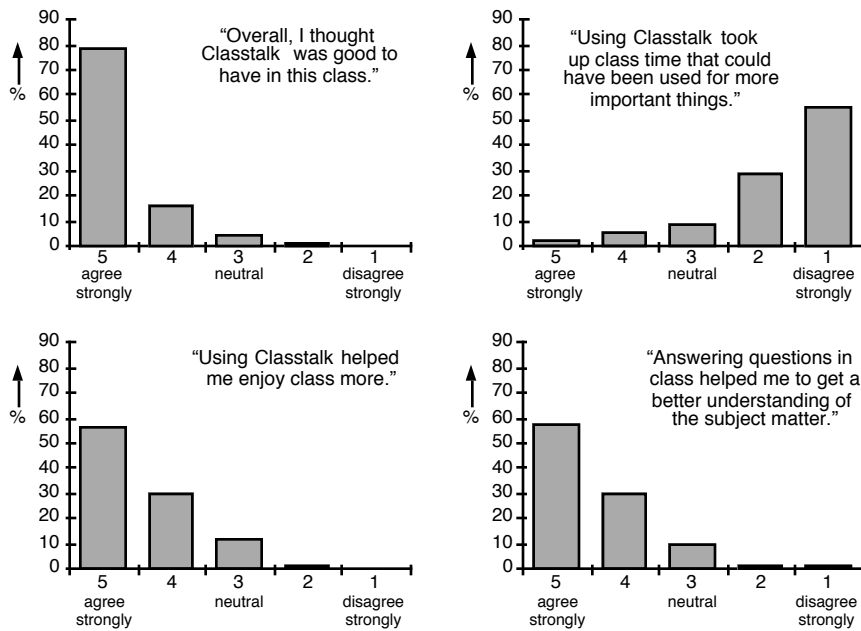 90
80
70
60
50
40
30
20
10
0
%
“Overall, I thought
Classtalk was good to
have in this class.”
5
4
3
2
1
agree
strongly
neutral
disagree
strongly
90
80
70
60
50
40
30
20
10
0
%
“Using Classtalk took
up class time that could
have been used for more
important things.”
5
4
3
2
1
agree
strongly
neutral
disagree
strongly
90
80
70
60
50
40
30
20
10
0
%
“Using Classtalk helped
me enjoy class more.”
5
4
3
2
1
agree
strongly
neutral
disagree
strongly
90
80
70
60
50
40
30
20
10
0
%
“Answering questions in
class helped me to get a
better understanding of
the subject matter.”
5
4
3
2
1
agree
strongly
neutral
disagree
strongly